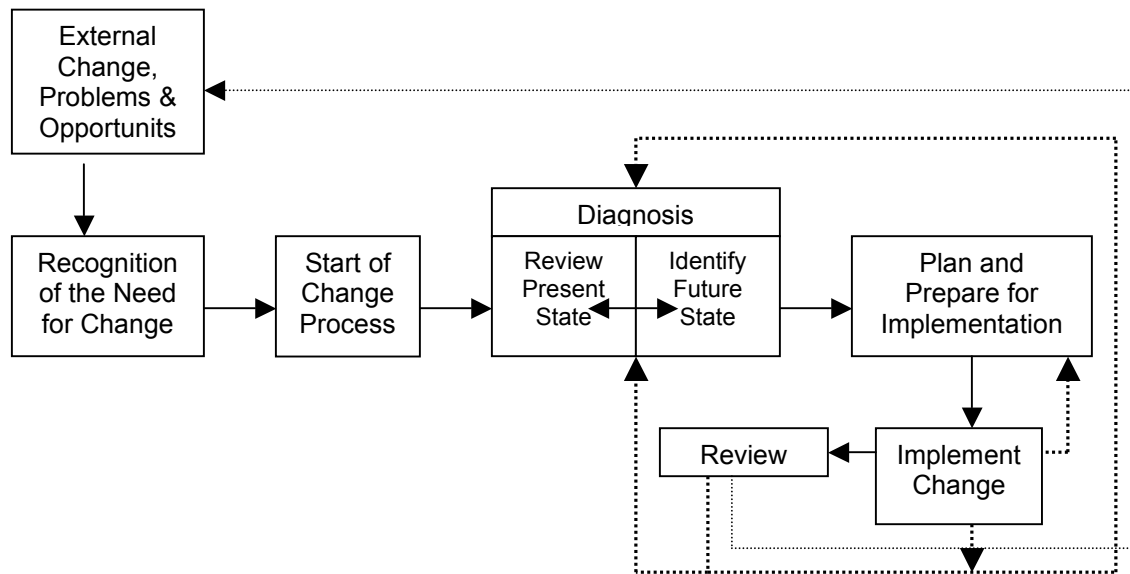 External
Change,
Problems &
Opportunits
Recognition
of the Need
for Change
Start of
Change
Process
Diagnosis
Review
Present
State
Identify
Future
State
Plan and
Prepare for
Implementation
Review
Implement
Change